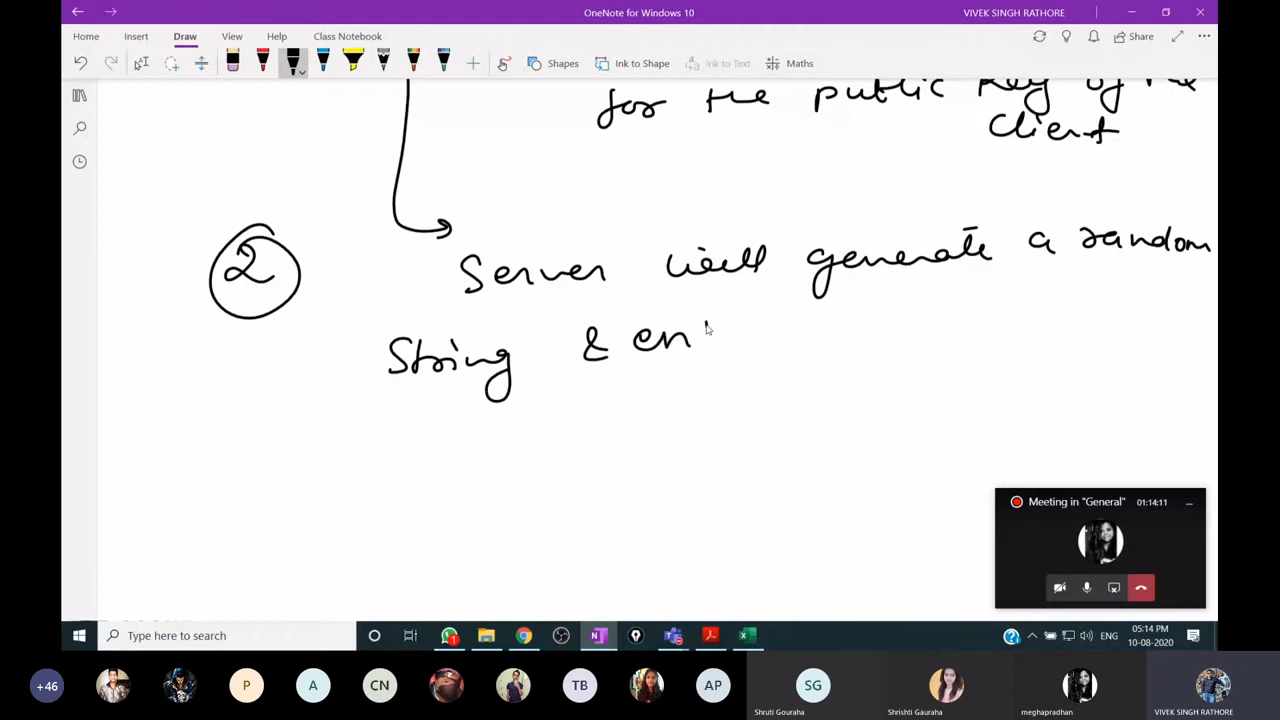 OneNote for Windows 10
VIVEK SINGH RATHORE
Home Insert Draw View Help Class Notebook
Share
Shapes Ink to Shape Ink to Text Maths
for the public key of the
Client
2 Server will generate a random
String & en
Meeting in "General" 01:14:11
Type here to search
1
ENG
05:14 PM
10-08-2020
+46 P A CN TB AP SG
Shruti Gouraha Shrishti Gauraha meghapradhan VIVEK SINGH RATHORE